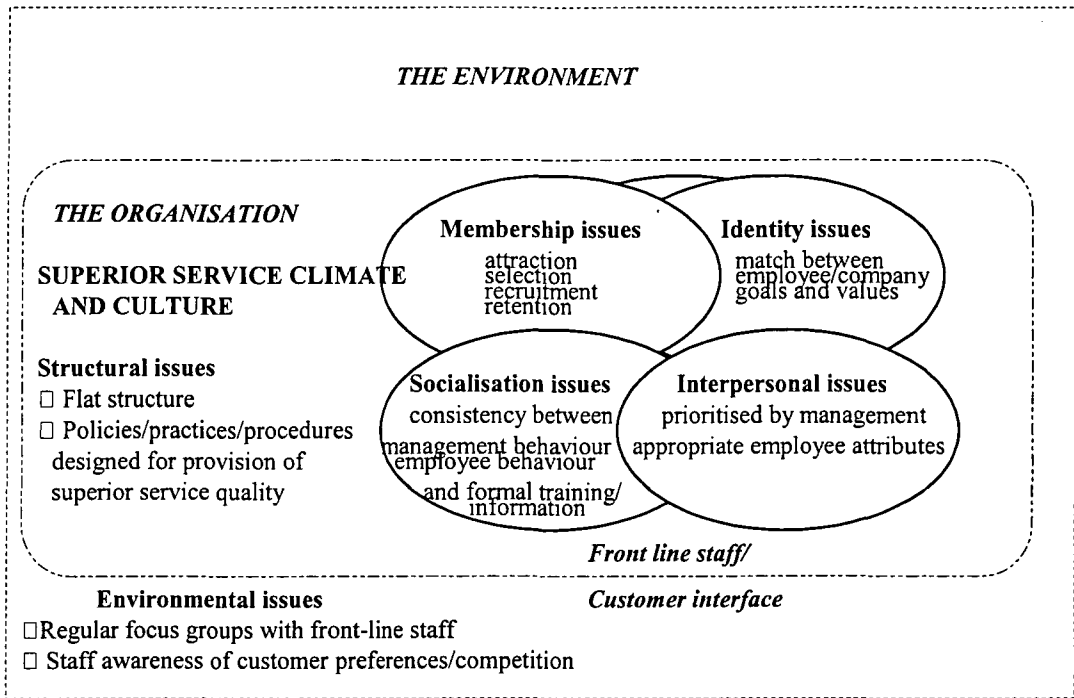 THE ENVIRONMENT
THE ORGANISATION
SUPERIOR SERVICE CLIMATE
AND CULTURE
Structural issues
□ Flat structure
□ Policies/practices/procedures
designed for provision of
superior service quality
Membership issues
attraction
selection
recruitment
retention
Identity issues
match between
employee/company
goals and values
Socialisation issues
consistency between
management behaviour
employee behaviour
and formal training/
information
Interpersonal issues
prioritised by management
appropriate employee attributes
Front line staff/
Customer interface
Environmental issues
□Regular focus groups with front-line staff
□ Staff awareness of customer preferences/competition